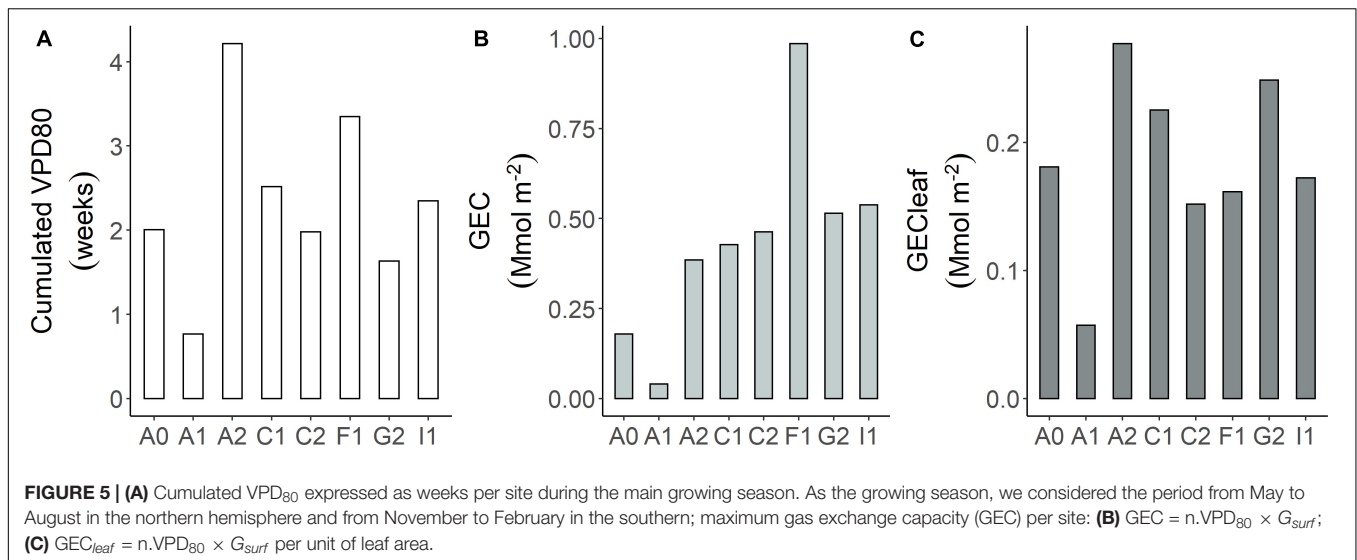 A
Cumulated VPD80
(weeks)
4
3
2
1
0
A0 A1 A2 C1 C2 F1 G2 I1
B
GEC
(Mmol m⁻²)
1.00
0.75
0.50
0.25
0.00
A0 A1 A2 C1 C2 F1 G2 I1
C
GECleaf
(Mmol m⁻²)
0.2
0.1
0.0
A0 A1 A2 C1 C2 F1 G2 I1
FIGURE 5 | (A) Cumulated VPD₈₀ expressed as weeks per site during the main growing season. As the growing season, we considered the period from May to
August in the northern hemisphere and from November to February in the southern; maximum gas exchange capacity (GEC) per site: (B) GEC = n.VPD₈₀ × G_surf;
(C) GEC_leaf = n.VPD₈₀ × G_surf per unit of leaf area.